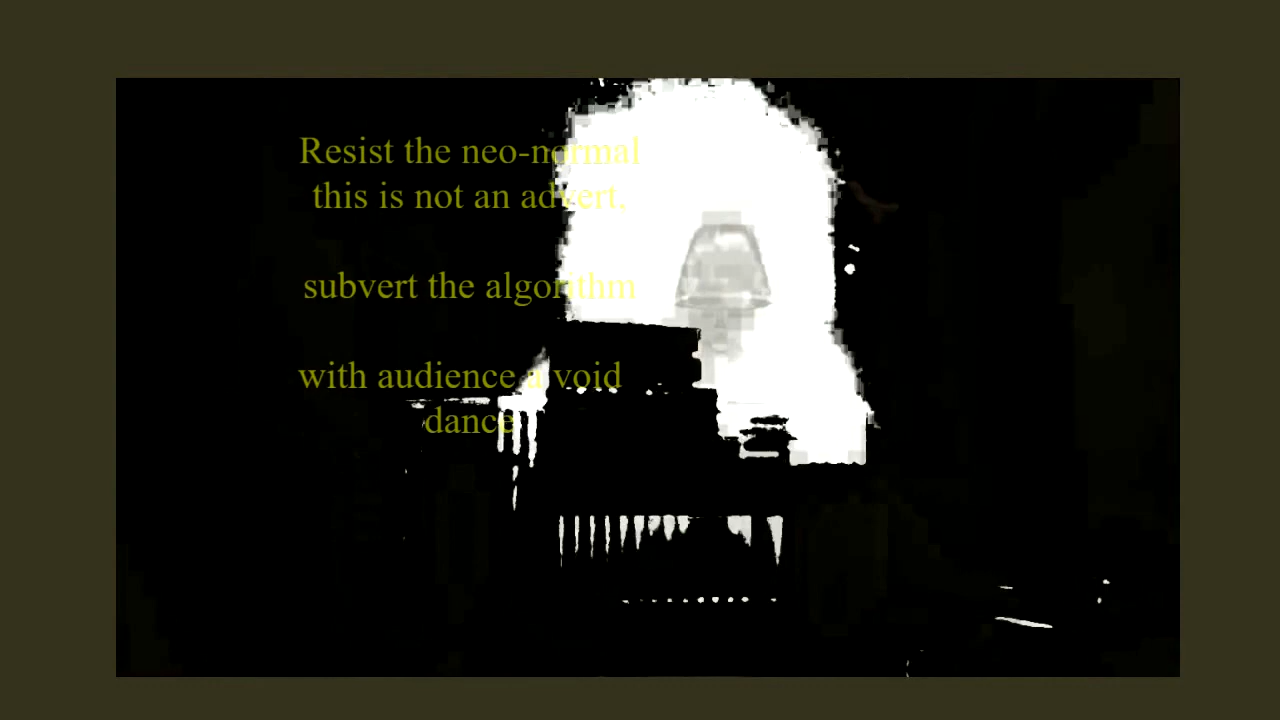 Resist the neo-normal
this is not an advert,
subvert the algorithm
with audience a void
dance